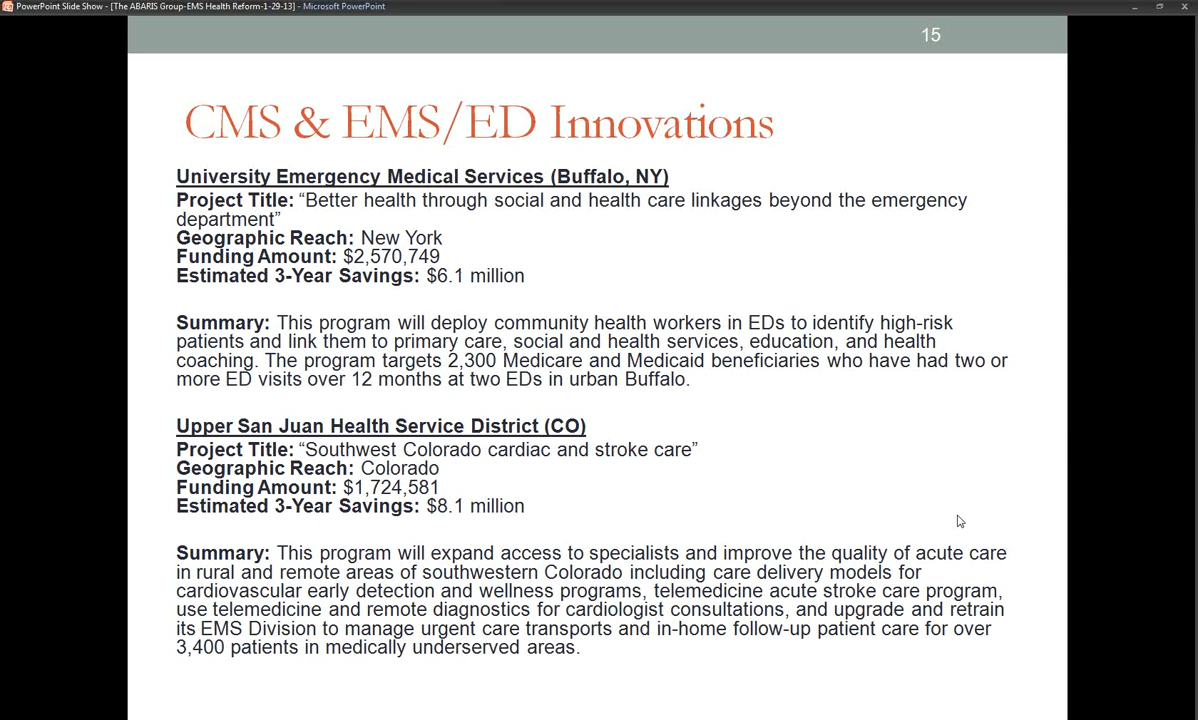 PowerPoint Slide Show - [The ABARIS Group-EMS Health Reform-1-29-13] - Microsoft PowerPoint
15
CMS & EMS/ED Innovations
University Emergency Medical Services (Buffalo, NY)
Project Title: “Better health through social and health care linkages beyond the emergency
department”
Geographic Reach: New York
Funding Amount: $2,570,749
Estimated 3-Year Savings: $6.1 million
Summary: This program will deploy community health workers in EDs to identify high-risk
patients and link them to primary care, social and health services, education, and health
coaching. The program targets 2,300 Medicare and Medicaid beneficiaries who have had two or
more ED visits over 12 months at two EDs in urban Buffalo.
Upper San Juan Health Service District (CO)
Project Title: “Southwest Colorado cardiac and stroke care”
Geographic Reach: Colorado
Funding Amount: $1,724,581
Estimated 3-Year Savings: $8.1 million
Summary: This program will expand access to specialists and improve the quality of acute care
in rural and remote areas of southwestern Colorado including care delivery models for
cardiovascular early detection and wellness programs, telemedicine acute stroke care program,
use telemedicine and remote diagnostics for cardiologist consultations, and upgrade and retrain
its EMS Division to manage urgent care transports and in-home follow-up patient care for over
3,400 patients in medically underserved areas.